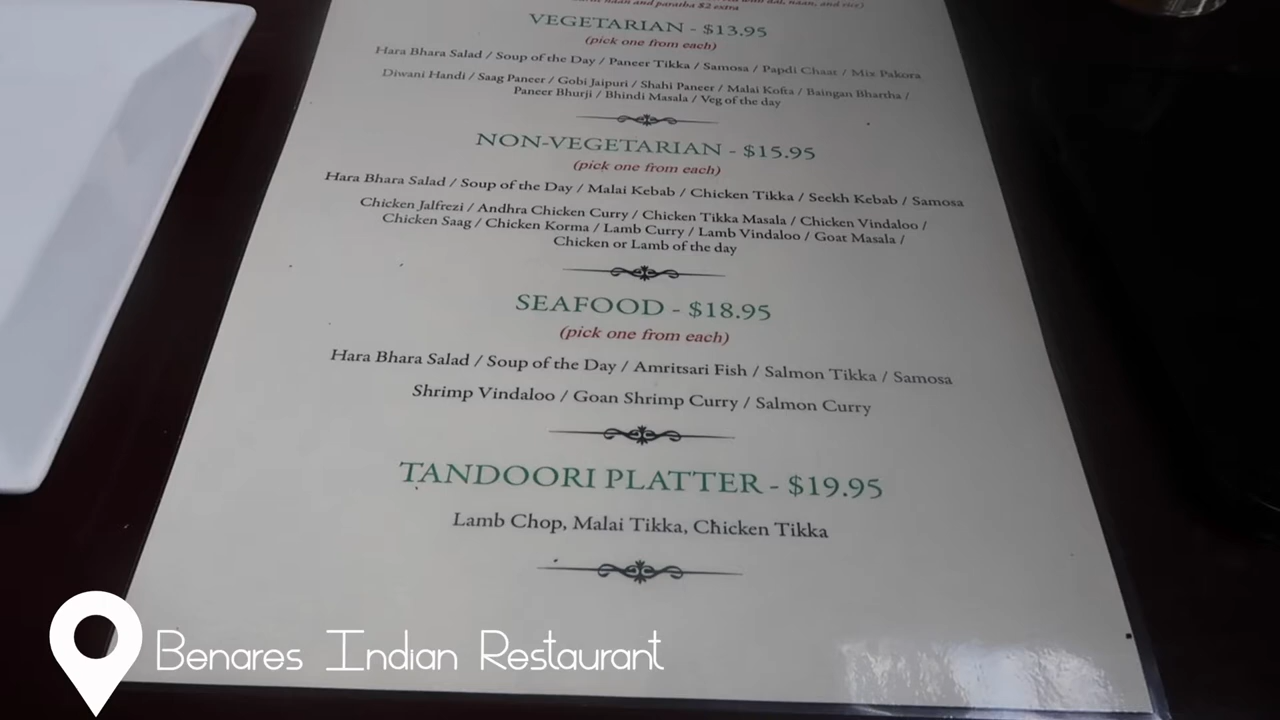 naan and paratha $2 extra
VEGETARIAN - $13.95
(pick one from each)
Hara Bhara Salad / Soup of the Day / Paneer Tikka / Samosa / Papdi Chaat / Mix Pakora
Diwani Handi / Saag Paneer / Gobi Jaipuri / Shahi Paneer / Malai Kofta / Baingan Bhartha /
Paneer Bhurji / Bhindi Masala / Veg of the day
NON-VEGETARIAN - $15.95
(pick one from each)
Hara Bhara Salad / Soup of the Day / Malai Kebab / Chicken Tikka / Seekh Kebab / Samosa
Chicken Jalfrezi / Andhra Chicken Curry / Chicken Tikka Masala / Chicken Vindaloo /
Chicken Saag / Chicken Korma / Lamb Curry / Lamb Vindaloo / Goat Masala /
Chicken or Lamb of the day
SEAFOOD - $18.95
(pick one from each)
Hara Bhara Salad / Soup of the Day / Amritsari Fish / Salmon Tikka / Samosa
Shrimp Vindaloo / Goan Shrimp Curry / Salmon Curry
TANDOORI PLATTER - $19.95
Lamb Chop, Malai Tikka, Chicken Tikka
Benares Indian Restaurant